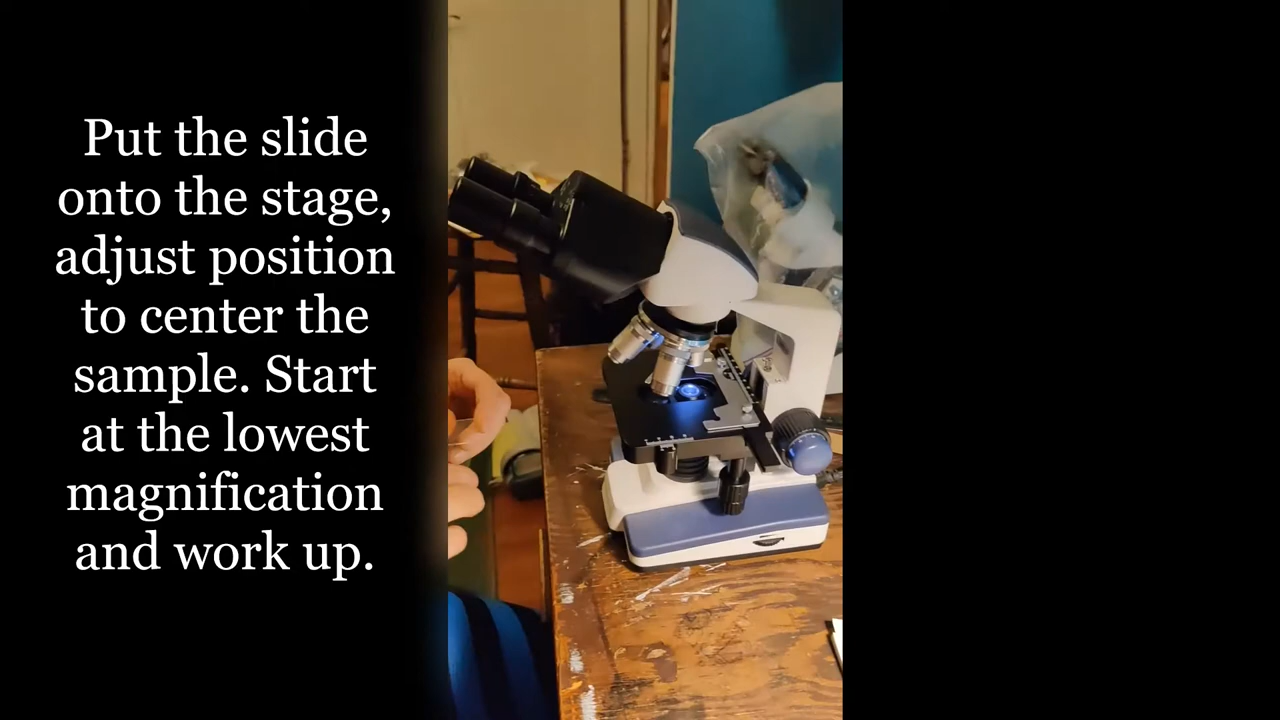 Put the slide
onto the stage,
adjust position
to center the
sample. Start
at the lowest
magnification
and work up.